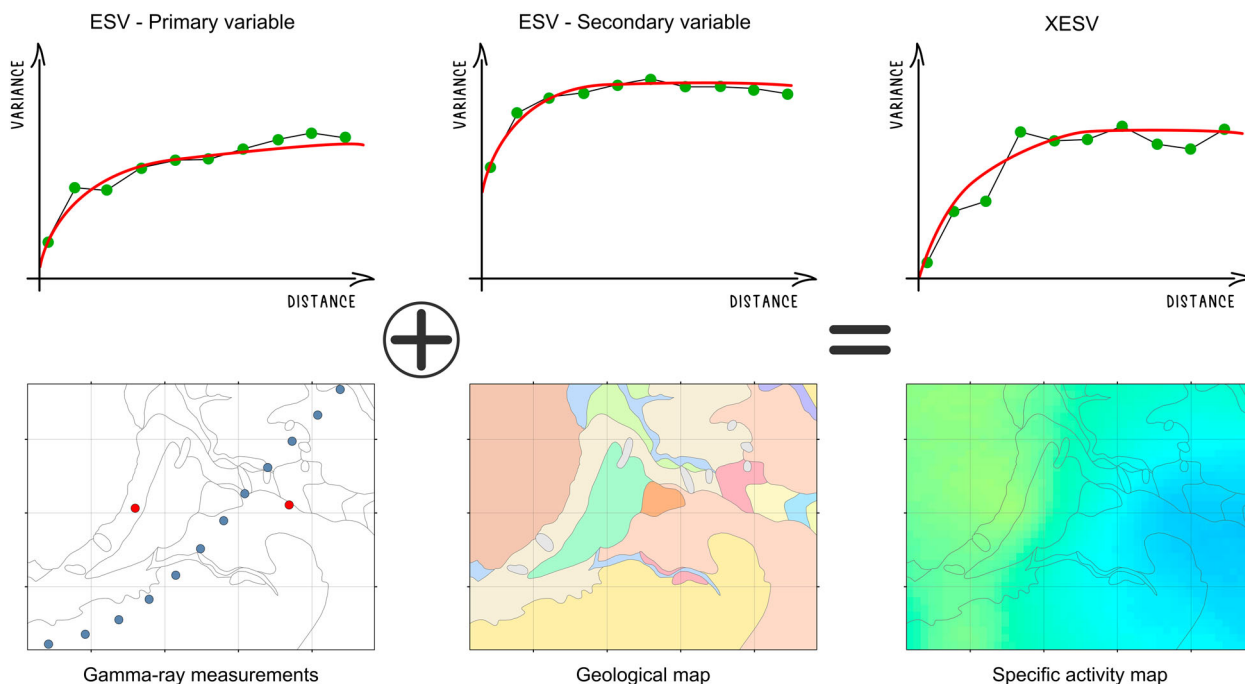 ESV - Primary variable
ESV - Secondary variable
XESV
VARIANCE
DISTANCE
VARIANCE
DISTANCE
VARIANCE
DISTANCE
Gamma-ray measurements
Geological map
Specific activity map